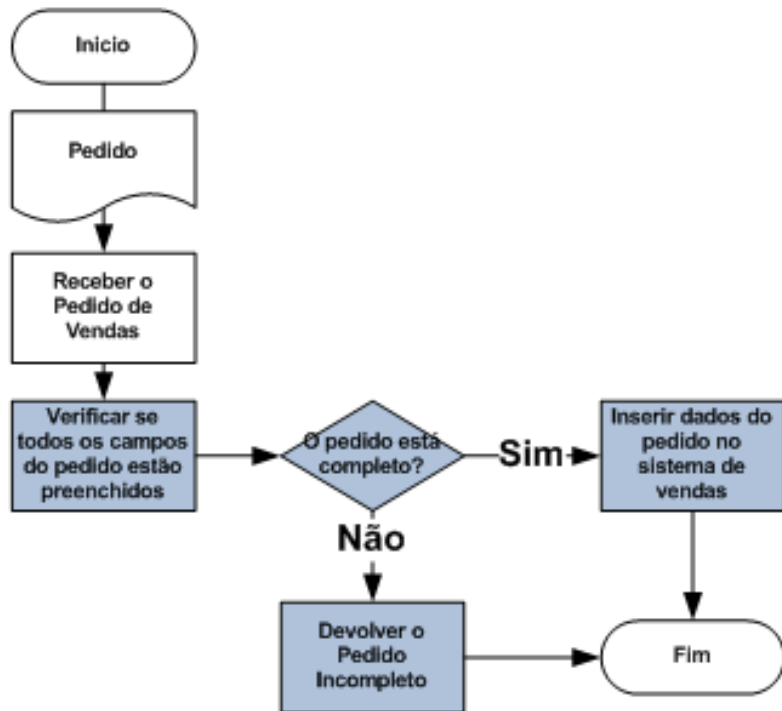 Inicio
Pedido
Receber o
Pedido de
Vendas
Verificar se
todos os campos
do pedido estão
preenchidos
O pedido está
completo?
Sim
Inserir dados do
pedido no
sistema de
vendas
Não
Devolver o
Pedido
Incompleto
Fim